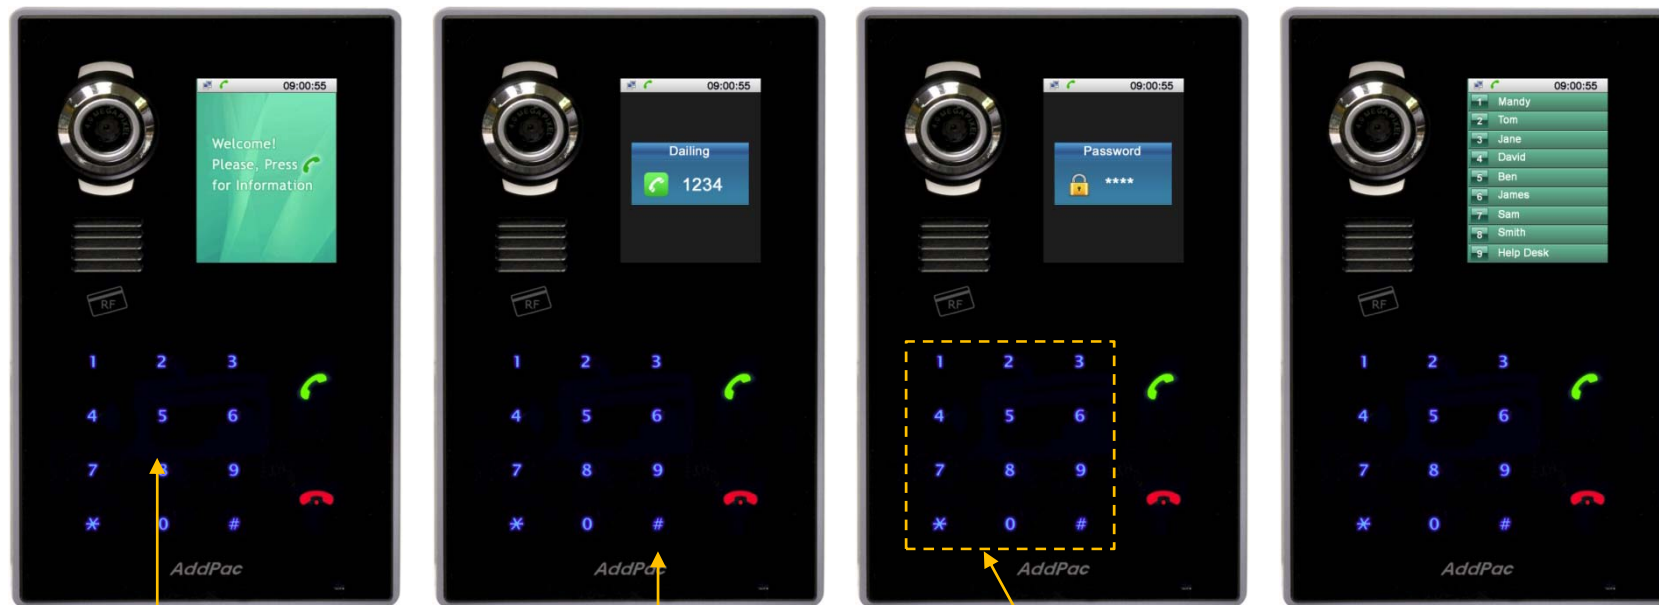 09:00:55
Welcome!
Please, Press
for Information
RF
1 2 3
4 5 6
7 8 9
* 0 #
AddPac
09:00:55
Dailing
1234
RF
1 2 3
4 5 6
7 8 9
* 0 #
AddPac
09:00:55
Password
****
RF
1 2 3
4 5 6
7 8 9
* 0 #
AddPac
09:00:55
1 Mandy
2 Tom
3 Jane
4 David
5 Ben
6 James
7 Sam
8 Smith
9 Help Desk
RF
1 2 3
4 5 6
7 8 9
* 0 #
AddPac